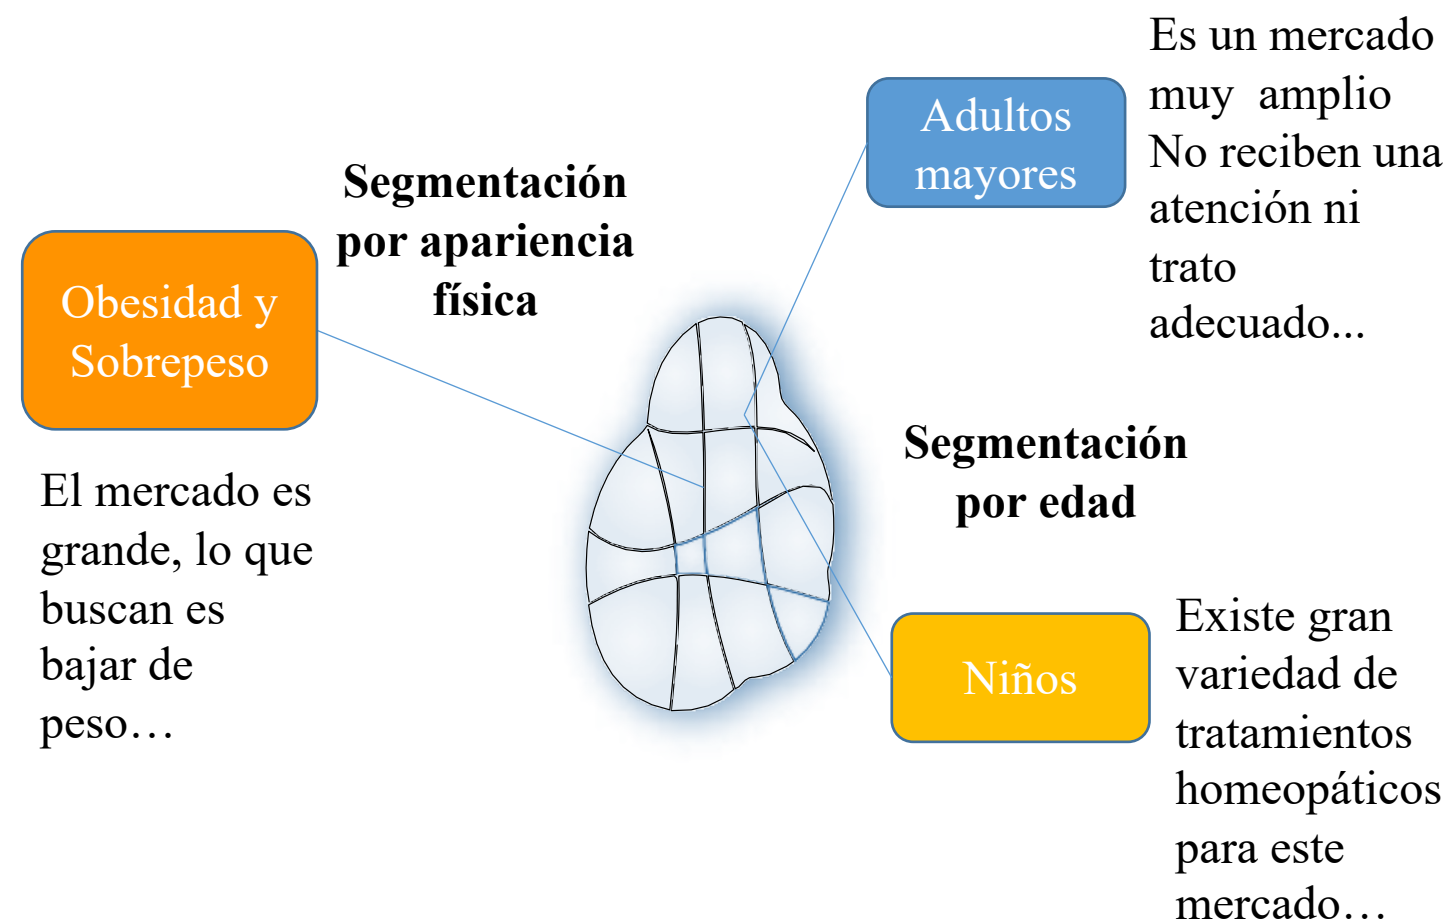 Segmentación
por apariencia
física
Obesidad y
Sobrepeso
El mercado es
grande, lo que
buscan es
bajar de
peso…
Adultos
mayores
Es un mercado
muy  amplio
No reciben una
atención ni
trato
adecuado...
Segmentación
por edad
Niños
Existe gran
variedad de
tratamientos
homeopáticos
para este
mercado…